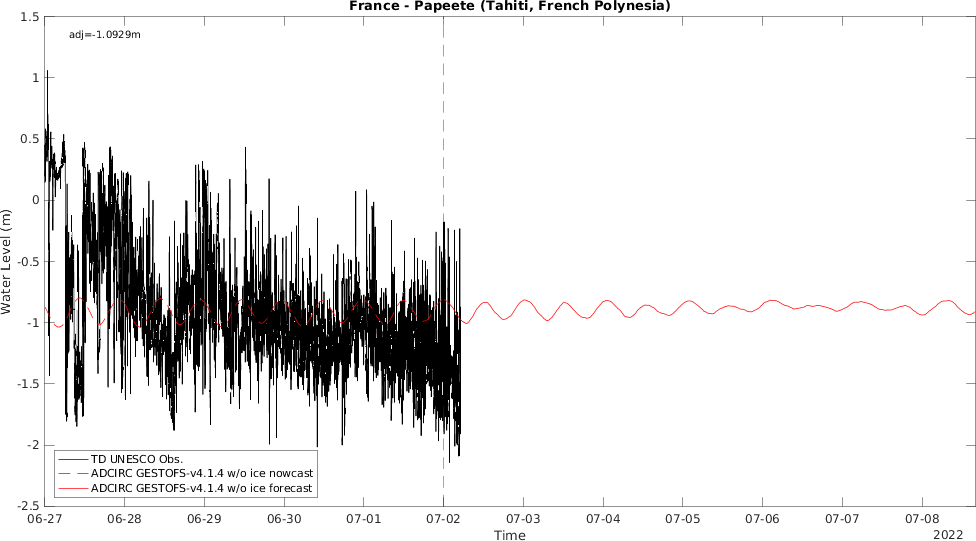 France - Papeete (Tahiti, French Polynesia)
1.5
adj=-1.0929m
1
0.5
0
-0.5
-1
-1.5
-2
-2.5
Water Level (m)
TD UNESCO Obs.
ADCIRC GESTOFS-v4.1.4 w/o ice nowcast
ADCIRC GESTOFS-v4.1.4 w/o ice forecast
06-27 06-28 06-29 06-30 07-01 07-02 07-03 07-04 07-05 07-06 07-07 07-08
Time
2022